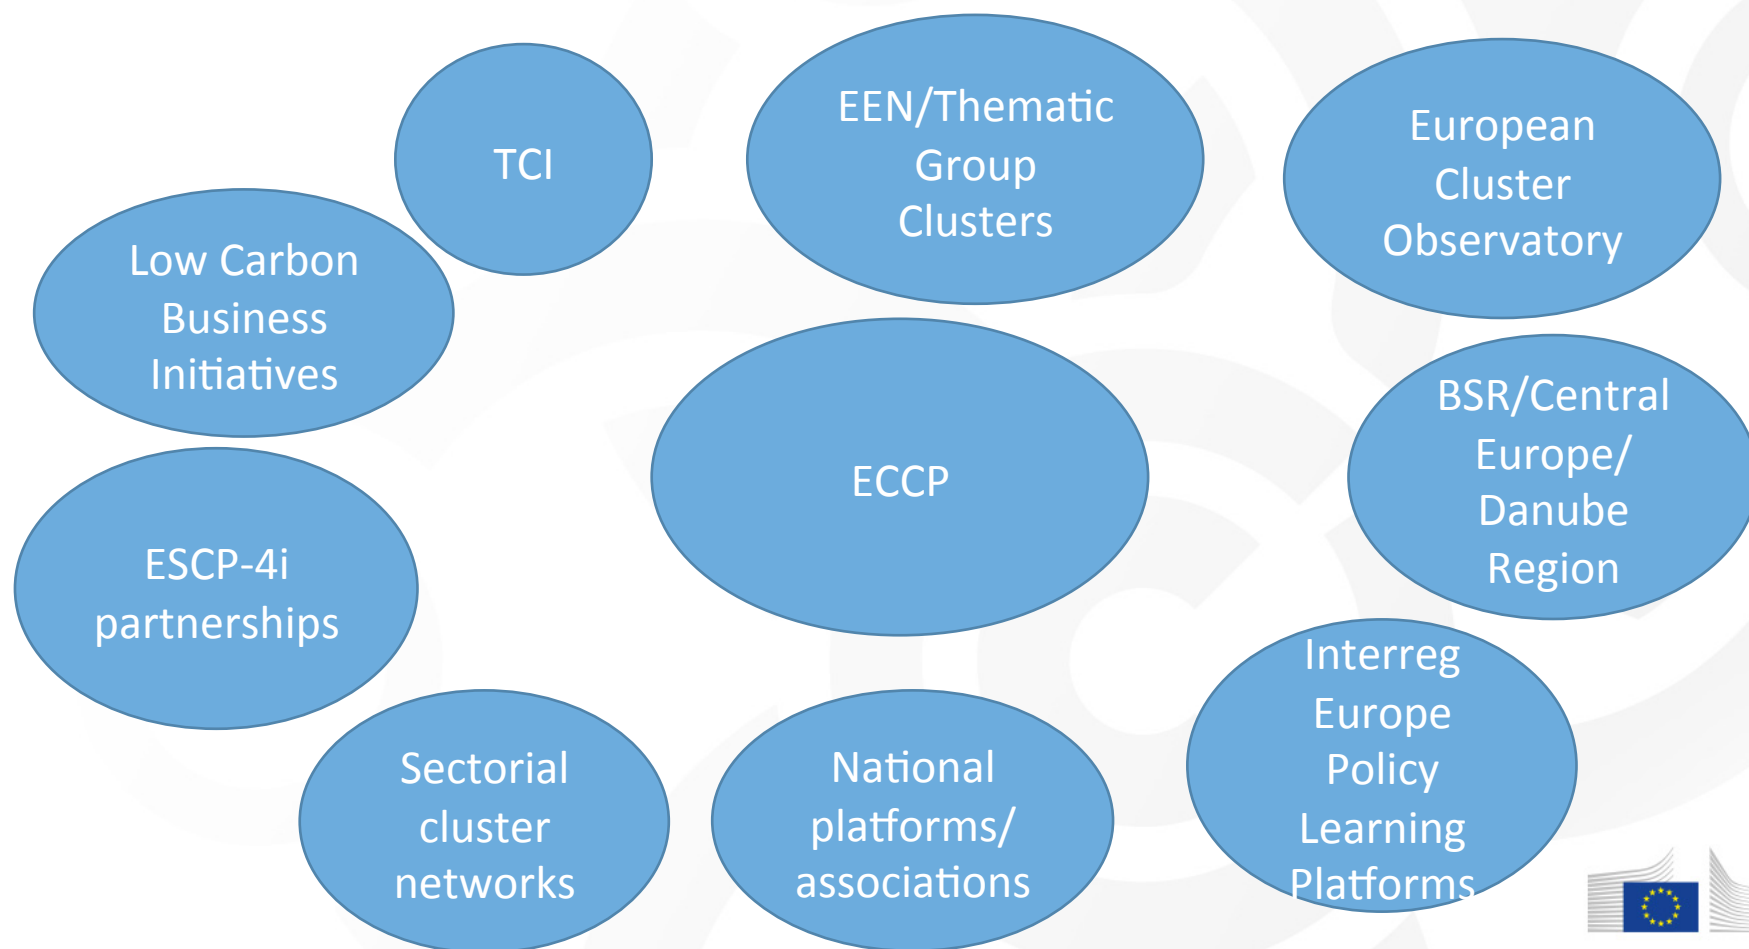 TCI
EEN/Thematic
Group
Clusters
European
Cluster
Observatory
Low Carbon
Business
Initiatives
ECCP
BSR/Central
Europe/
Danube
Region
ESCP-4i
partnerships
Sectorial
cluster
networks
National
platforms/
associations
Interreg
Europe
Policy
Learning
Platforms